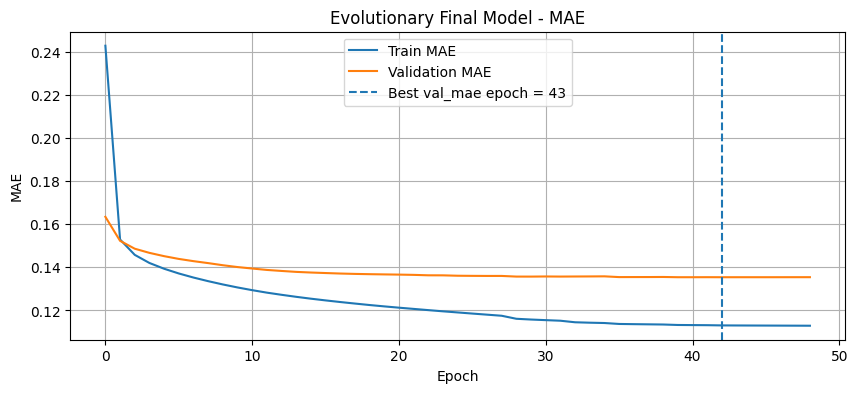 Evolutionary Final Model - MAE
Train MAE
Validation MAE
Best val_mae epoch = 43
MAE
0.24
0.22
0.20
0.18
0.16
0.14
0.12
0 10 20 30 40 50
Epoch